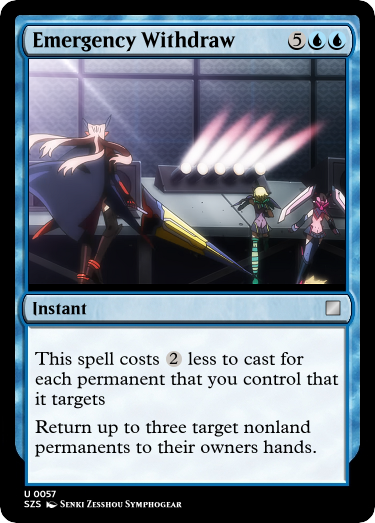 Emergency Withdraw 5
Instant
This spell costs 2 less to cast for
each permanent that you control that
it targets
Return up to three target nonland
permanents to their owners hands.
U 0057
SZS Senki Zesshou Symphogear